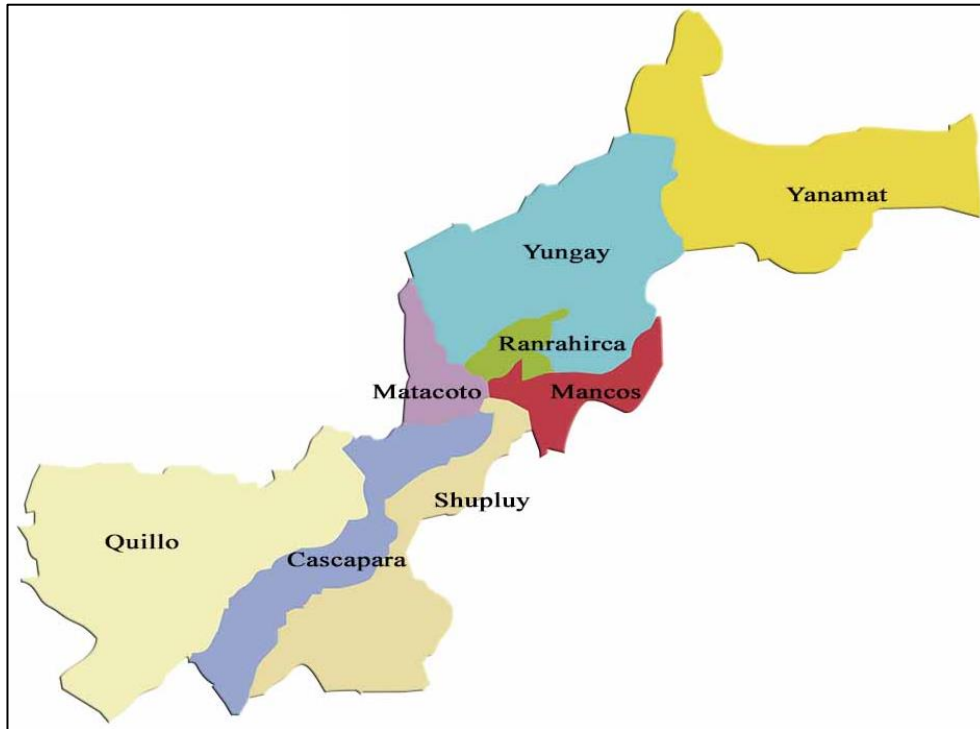 Yanamat
Yungay
Ranrahirca
Matacoto
Mancos
Shupluy
Quillo
Cascapara